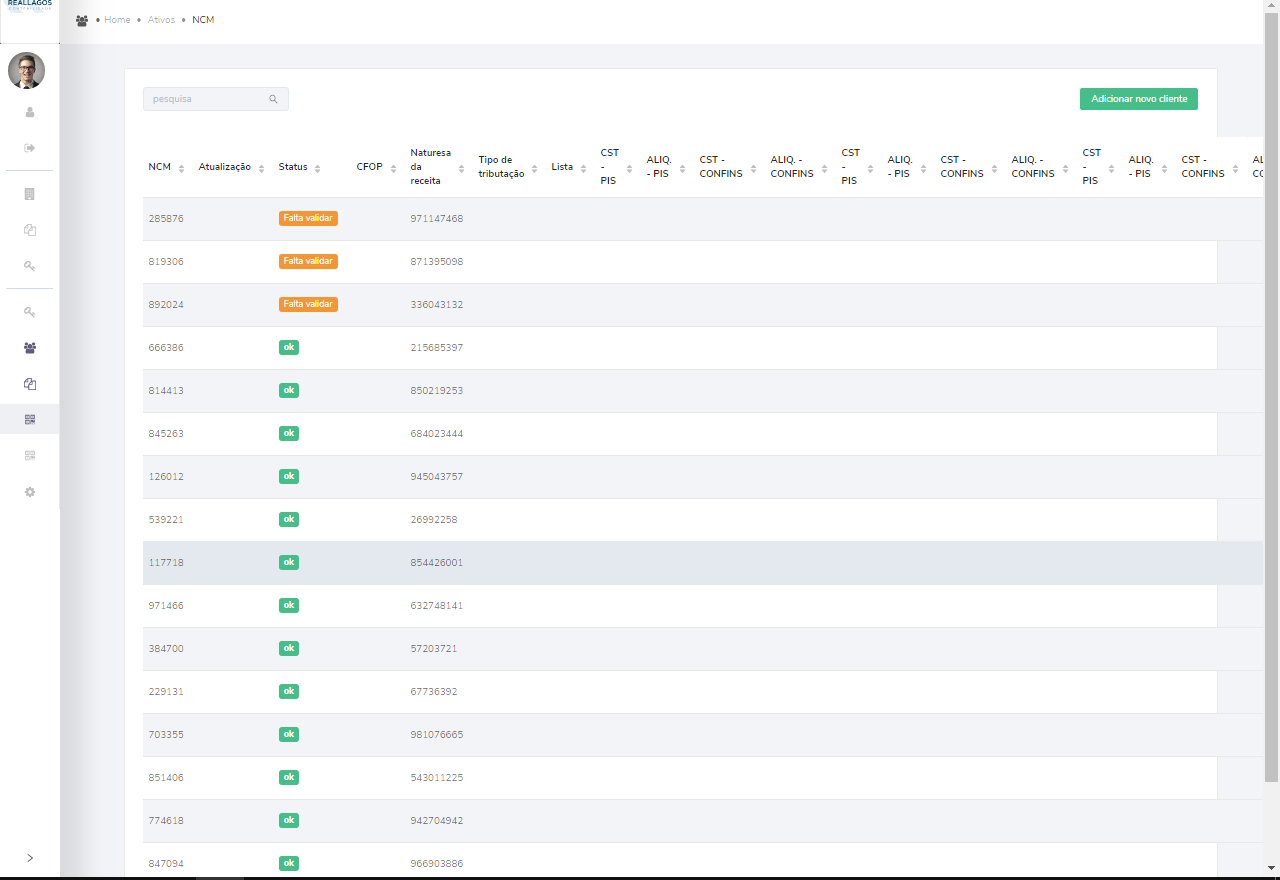 REALLAGOS
Home • Ativos • NCM
pesquisa
Adicionar novo cliente
NCM Atualização Status CFOP Naturesa da receita Tipo de tributação Lista CST - PIS ALIQ. - PIS CST - CONFINS ALIQ. - CONFINS CST - PIS ALIQ. - PIS CST - CONFINS ALIQ. - CONFINS CST - PIS ALIQ. - PIS CST - CONFINS
285876 Falta validar 971147468
819306 Falta validar 871395098
892024 Falta validar 336043132
666386 ok 215685397
814413 ok 850219253
845263 ok 684023444
126012 ok 945043757
539221 ok 26992258
117718 ok 854426001
971466 ok 632748141
384700 ok 57203721
229131 ok 67736392
703355 ok 981076665
851406 ok 543011225
774618 ok 942704942
847094 ok 966903886